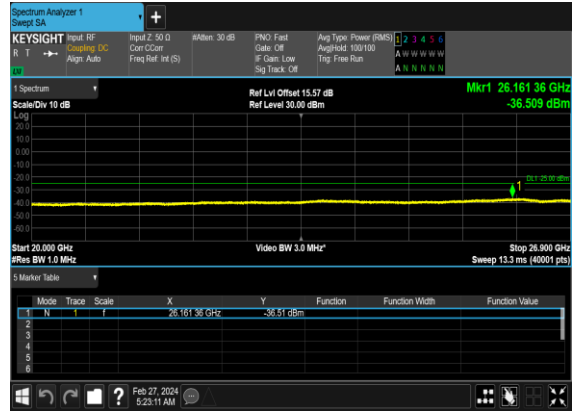 Spectrum Analyzer 1
Swept SA
+
KEYSIGHT Input: RF Input Z: 50 Ω #Atten: 30 dB PNO: Fast Avg Type: Power (RMS) 1 2 3 4 5 6
R T Coupling: DC Corr CCorr Gate: Off Avg|Hold: 100/100 A W W W W W
Align: Auto Freq Ref: Int (S) IF Gain: Low Trig: Free Run
Sig Track: Off A N N N N N
1 Spectrum Ref Lvl Offset 15.57 dB Mkr1 26.161 36 GHz
Scale/Div 10 dB Ref Level 30.00 dBm -36.509 dBm
Log
20.0
10.0
0.00
-10.0
-20.0
DL1 -25.00 dBm
-30.0
1
-40.0
-50.0
-60.0
Start 20.000 GHz Video BW 3.0 MHz* Stop 26.900 GHz
#Res BW 1.0 MHz Sweep 13.3 ms (40001 pts)
5 Marker Table
Mode Trace Scale X Y Function Function Width Function Value
1 N 1 f 26.161 36 GHz -36.51 dBm
2
3
4
5
6
? Feb 27, 2024
5:23:11 AM